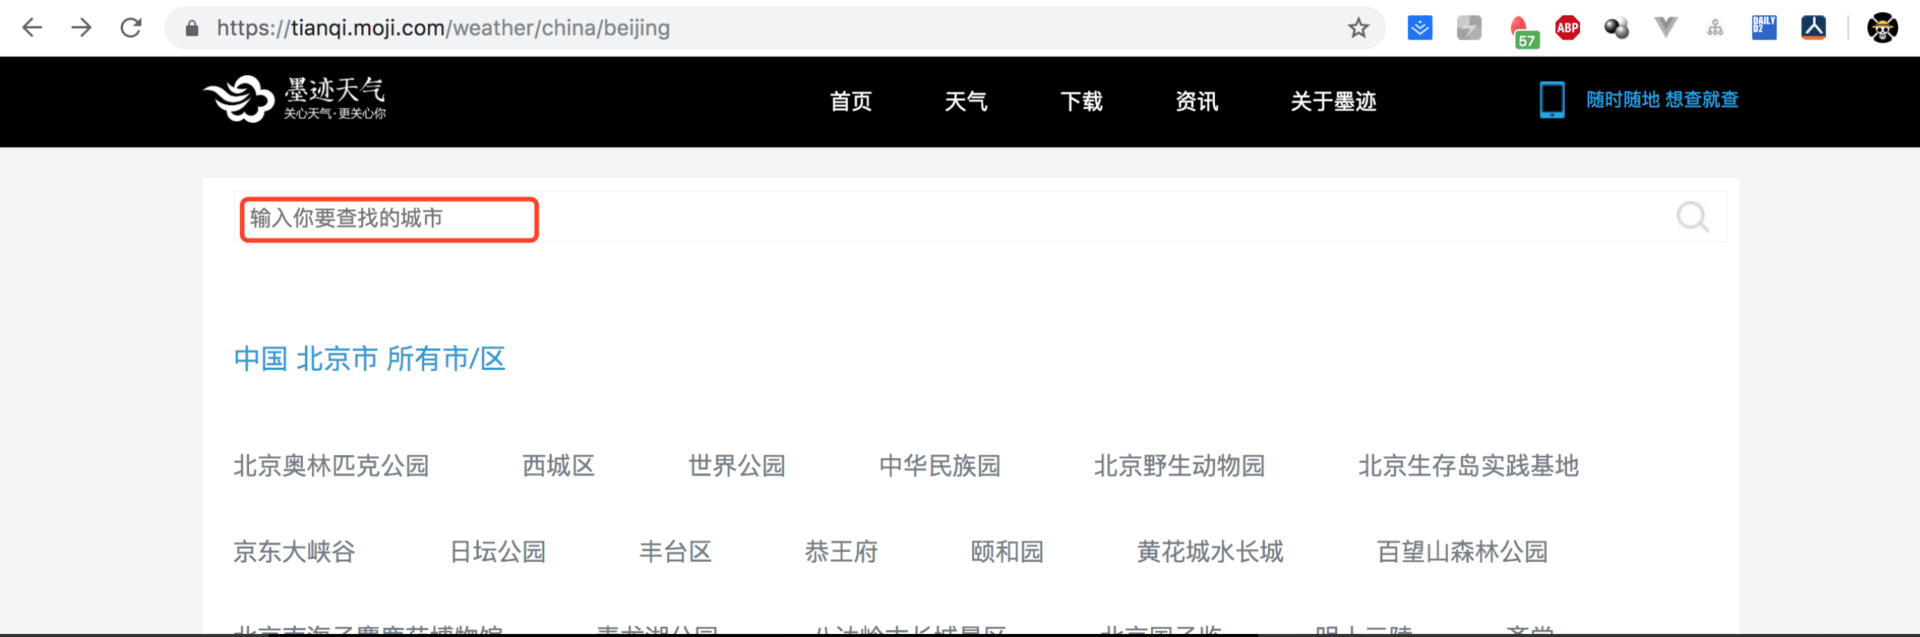 https://tianqi.moji.com/weather/china/beijing
57
ABP
DAILY
墨迹天气
关心天气·更关心你
首页 天气 下载 资讯 关于墨迹
随时随地 想查就查
输入你要查找的城市
中国 北京市 所有市/区
北京奥林匹克公园 西城区 世界公园 中华民族园 北京野生动物园 北京生存岛实践基地
京东大峡谷 日坛公园 丰台区 恭王府 颐和园 黄花城水长城 百望山森林公园